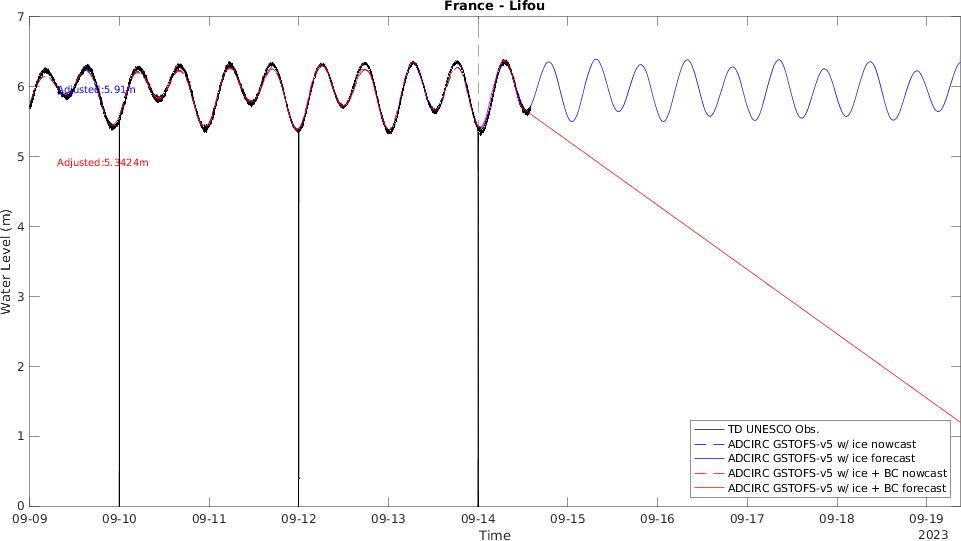 France - Lifou
7
6
5
4
3
2
1
0
Water Level (m)
Adjusted:5.91m
Adjusted:5.3424m
TD UNESCO Obs.
ADCIRC GSTOFS-v5 w/ ice nowcast
ADCIRC GSTOFS-v5 w/ ice forecast
ADCIRC GSTOFS-v5 w/ ice + BC nowcast
ADCIRC GSTOFS-v5 w/ ice + BC forecast
09-09 09-10 09-11 09-12 09-13 09-14 09-15 09-16 09-17 09-18 09-19
Time
2023